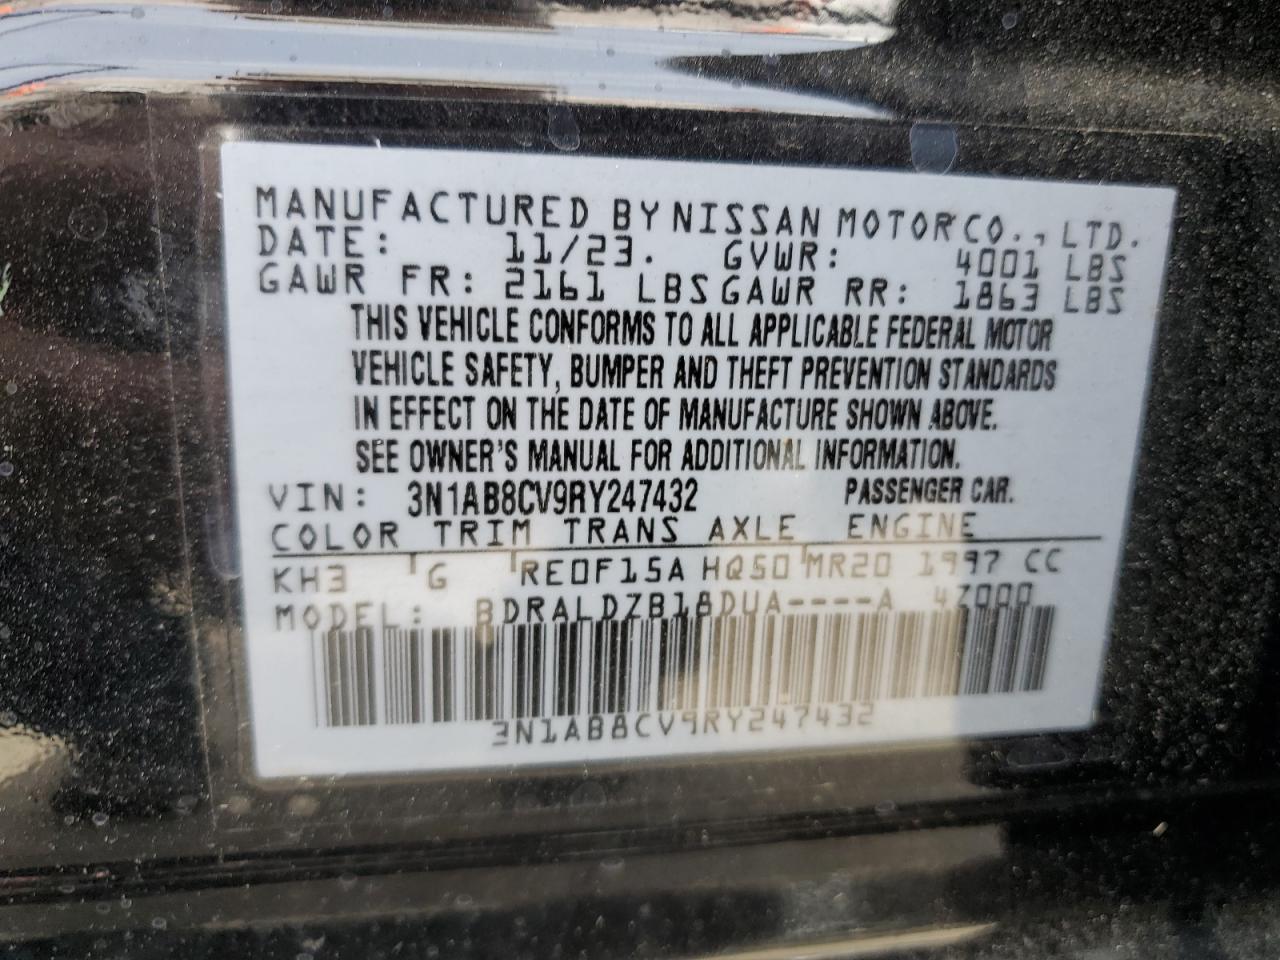 MANUFACTURED BY NISSAN MOTOR CO., LTD.
DATE: 11/23. GVWR: 4001 LBS
GAWR FR: 2161 LBS GAWR RR: 1863 LBS
THIS VEHICLE CONFORMS TO ALL APPLICABLE FEDERAL MOTOR
VEHICLE SAFETY, BUMPER AND THEFT PREVENTION STANDARDS
IN EFFECT ON THE DATE OF MANUFACTURE SHOWN ABOVE.
SEE OWNER'S MANUAL FOR ADDITIONAL INFORMATION.
VIN: 3N1AB8CV9RY247432 PASSENGER CAR.
COLOR TRIM TRANS AXLE ENGINE
KH3 G RE0F15A HQ50 MR20 1997 CC
MODEL: BDRALDZB18DUA----A 4Z000
3N1AB8CV9RY247432